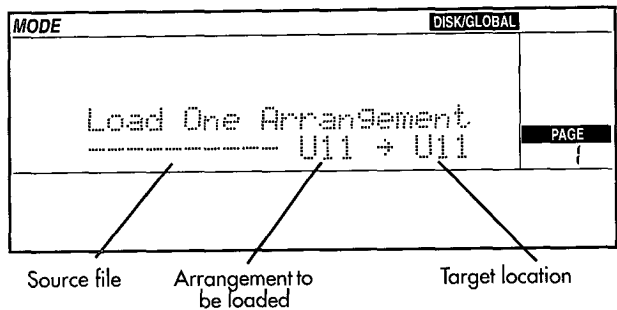 MODE
DISK/GLOBAL
Load One Arrangement
PAGE
---------- U11 → U11
1
Source file
Arrangement to be loaded
Target location